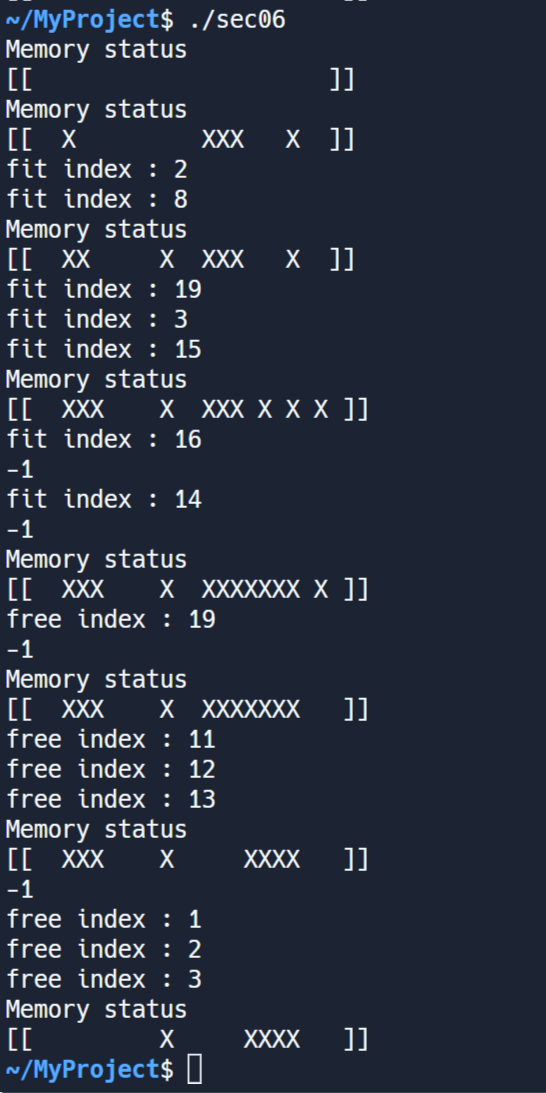 ~/MyProject$ ./sec06
Memory status
[[                     ]]
Memory status
[[  X         XXX   X  ]]
fit index : 2
fit index : 8
Memory status
[[  XX     X  XXX   X  ]]
fit index : 19
fit index : 3
fit index : 15
Memory status
[[  XXX    X  XXX X X X ]]
fit index : 16
-1
fit index : 14
-1
Memory status
[[  XXX    X  XXXXXXX X ]]
free index : 19
-1
Memory status
[[  XXX    X  XXXXXXX   ]]
free index : 11
free index : 12
free index : 13
Memory status
[[  XXX    X     XXXX   ]]
-1
free index : 1
free index : 2
free index : 3
Memory status
[[         X     XXXX   ]]
~/MyProject$